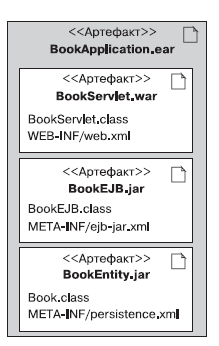 <<Артефакт>>
BookApplication.ear
<<Артефакт>>
BookServlet.war
BookServlet.class
WEB-INF/web.xml
<<Артефакт>>
BookEJB.jar
BookEJB.class
META-INF/ejb-jar.xml
<<Артефакт>>
BookEntity.jar
Book.class
META-INF/persistence.xml